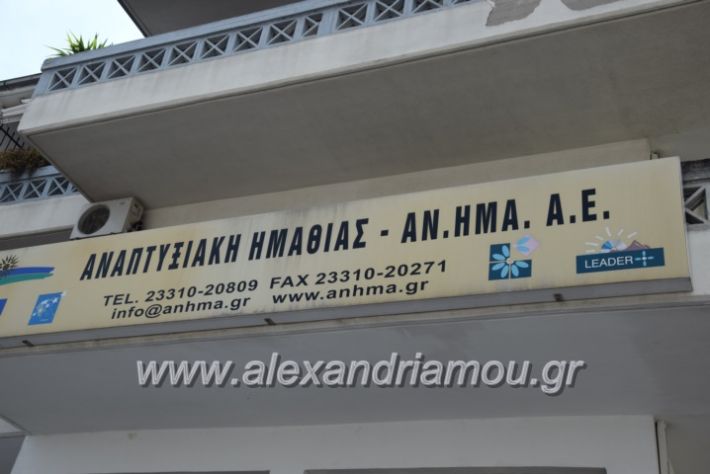 ΑΝΑΠΤΥΞΙΑΚΗ ΗΜΑΘΙΑΣ - ΑΝ.ΗΜΑ. Α.Ε.
TEL. 23310-20809 FAX 23310-20271
info@anhma.gr www.anhma.gr
LEADER+
www.alexandriamou.gr